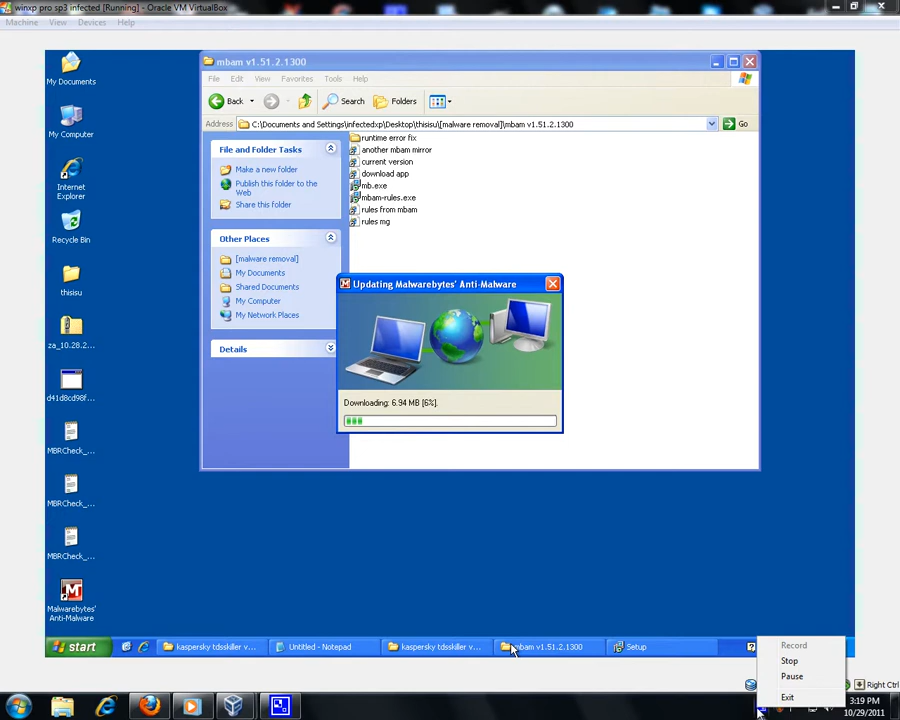 winxp pro sp3 infected [Running] - Oracle VM VirtualBox
Machine View Devices Help
mbam v1.51.2.1300
File Edit View Favorites Tools Help
Back Search Folders
Address C:\Documents and Settings\infectedxp\Desktop\thisisu\[malware removal]\mbam v1.51.2.1300 Go
My Documents
My Computer
Internet
Explorer
Recycle Bin
thisisu
za_10.28.2...
d41d8cd98f...
MBRCheck_...
MBRCheck_...
MBRCheck_...
Malwarebytes'
Anti-Malware
File and Folder Tasks
Make a new folder
Publish this folder to the
Web
Share this folder
Other Places
[malware removal]
My Documents
Shared Documents
My Computer
My Network Places
Details
runtime error fix
another mbam mirror
current version
download app
mb.exe
mbam-rules.exe
rules from mbam
rules mg
Updating Malwarebytes' Anti-Malware
Downloading: 6.94 MB [6%].
start kaspersky tdsskiller v... Untitled - Notepad kaspersky tdsskiller v... mbam v1.51.2.1300 Setup
Record
Stop
Pause
Exit
Right Ctrl
3:19 PM
10/29/2011